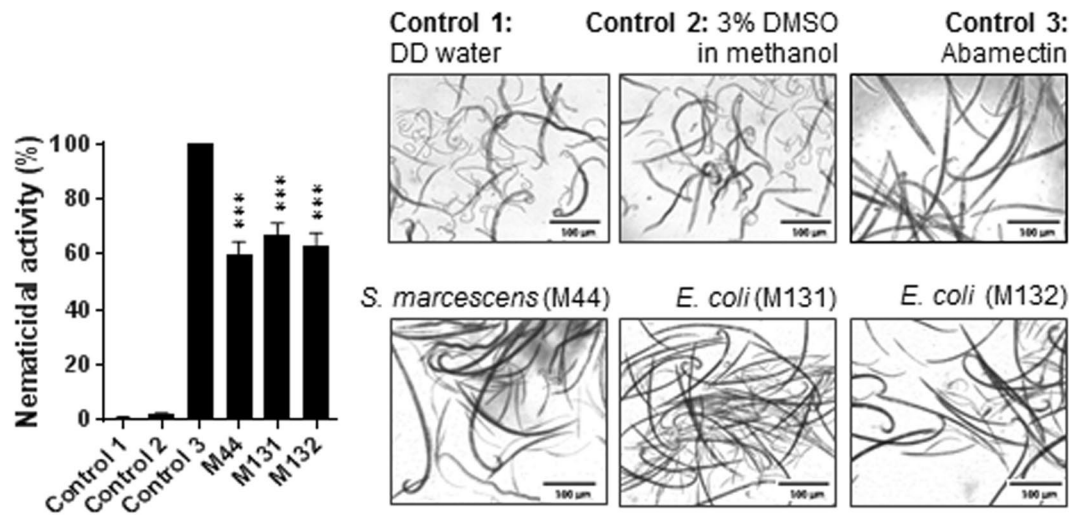 Nematicidal activity (%)
100
80
60
40
20
0
***
***
***
Control 1
Control 2
Control 3
M44
M131
M132
Control 1:
DD water
Control 2: 3% DMSO
in methanol
Control 3:
Abamectin
100 µm
100 µm
100 µm
S. marcescens (M44)
E. coli (M131)
E. coli (M132)
100 µm
100 µm
100 µm